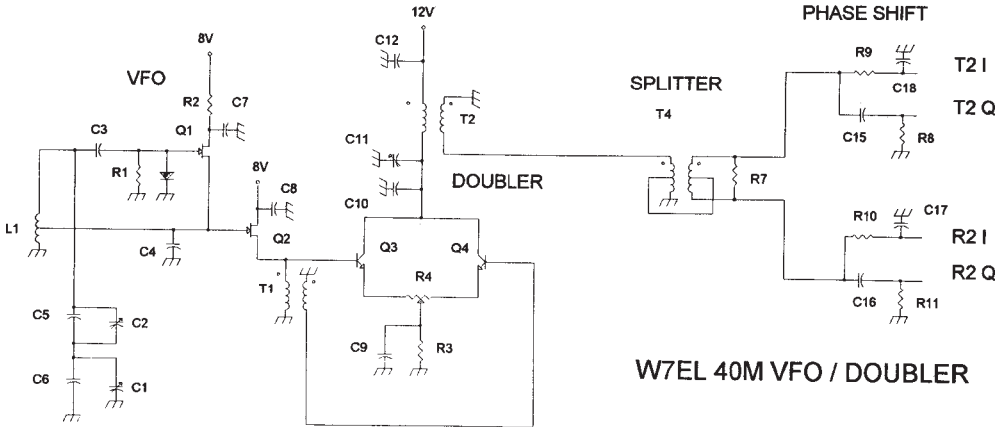 PHASE SHIFT
12V
8V
C12
R9
T2 I
VFO
SPLITTER
C18
R2
C7
T2
T4
T2 Q
C3
Q1
C15
R8
C11
R1
8V
DOUBLER
R7
C8
C10
C17
L1
R10
R2 I
C4
Q2
Q3
Q4
R4
R2 Q
T1
C16
R11
C5
C2
C9
R3
C6
C1
W7EL 40M VFO / DOUBLER